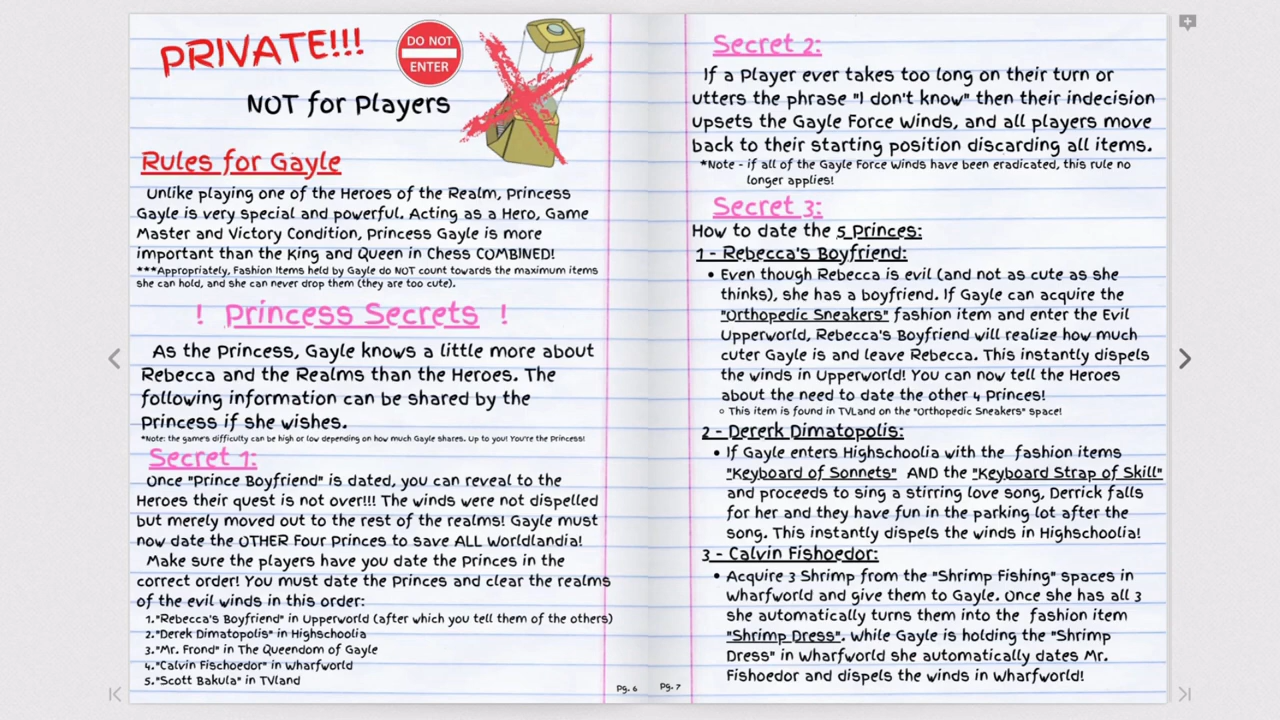 PRIVATE!!!
DO NOT
ENTER
NOT for Players
Rules for Gayle
Unlike playing one of the Heroes of the Realm, Princess
Gayle is very special and powerful. Acting as a Hero, Game
Master and Victory Condition, Princess Gayle is more
important than the King and Queen in Chess COMBINED!
***Appropriately, Fashion Items held by Gayle do NOT count towards the maximum items
she can hold, and she can never drop them (they are too cute).
! Princess Secrets !
As the Princess, Gayle knows a little more about
Rebecca and the Realms than the Heroes. The
following information can be shared by the
Princess if she wishes.
*Note: the game's difficulty can be high or low depending on how much Gayle shares. Up to you! You're the Princess!
Secret 1:
Once "Prince Boyfriend" is dated, you can reveal to the
Heroes their quest is not over!!! The winds were not dispelled
but merely moved out to the rest of the realms! Gayle must
now date the OTHER Four Princes to save ALL Worldlandia!
Make sure the players have you date the Princes in the
correct order! You must date the Princes and clear the realms
of the evil winds in this order:
1."Rebecca's Boyfriend" in Upperworld (after which you tell them of the others)
2."Derek Dimatopolis" in Highschoolia
3."Mr. Frond" in The Queendom of Gayle
4."Calvin Fischoedor" in Wharfworld
5."Scott Bakula" in TVland
Pg. 6
Secret 2:
If a Player ever takes too long on their turn or
utters the phrase "I don't know" then their indecision
upsets the Gayle Force Winds, and all players move
back to their starting position discarding all items.
*Note - if all of the Gayle Force Winds have been eradicated, this rule no
longer applies!
Secret 3:
How to date the 5 Princes:
1 - Rebecca's Boyfriend:
• Even though Rebecca is evil (and not as cute as she
thinks), she has a boyfriend. If Gayle can acquire the
"Orthopedic Sneakers" fashion item and enter the Evil
Upperworld, Rebecca's Boyfriend will realize how much
cuter Gayle is and leave Rebecca. This instantly dispels
the winds in Upperworld! You can now tell the Heroes
about the need to date the other 4 Princes!
○ This item is found in TVLand on the "Orthopedic Sneakers" space!
2 - Dererk Dimatopolis:
• If Gayle enters Highschoolia with the fashion items
"Keyboard of Sonnets" AND the "Keyboard Strap of Skill"
and proceeds to sing a stirring love song, Derrick falls
for her and they have fun in the parking lot after the
song. This instantly dispels the winds in Highschoolia!
3 - Calvin Fishoedor:
• Acquire 3 Shrimp from the "Shrimp Fishing" spaces in
Wharfworld and give them to Gayle. Once she has all 3
she automatically turns them into the fashion item
"Shrimp Dress". While Gayle is holding the "Shrimp
Dress" in Wharfworld she automatically dates Mr.
Fishoedor and dispels the winds in Wharfworld!
Pg. 7